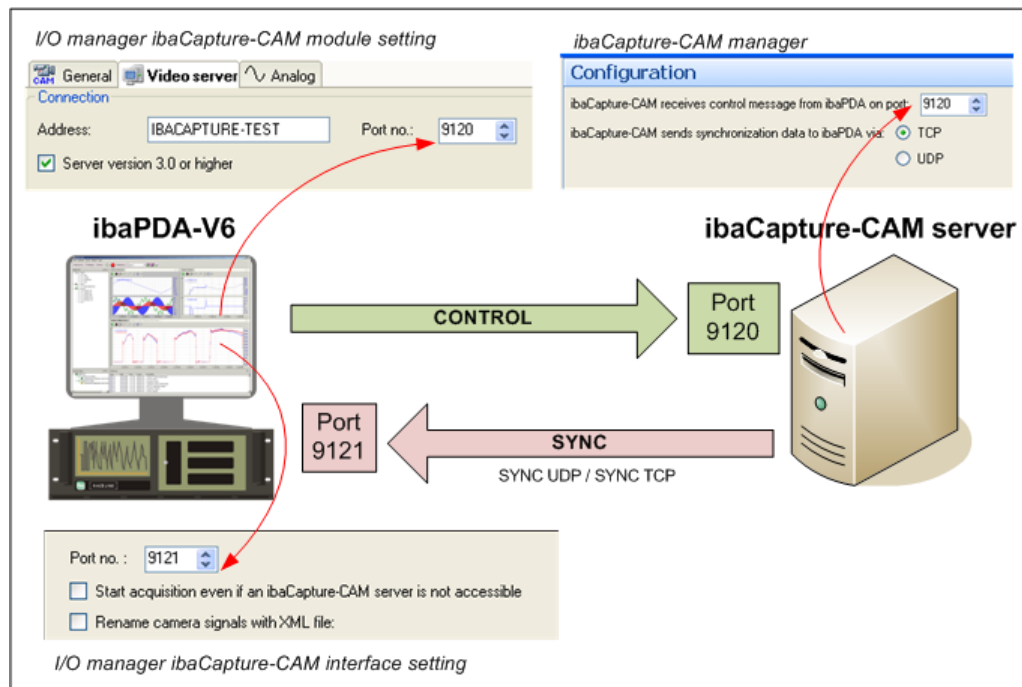 I/O manager ibaCapture-CAM module setting
ibaCapture-CAM manager
CAM General Video server Analog
Connection
Address: IBACAPTURE-TEST Port no.: 9120
Server version 3.0 or higher
Configuration
ibaCapture-CAM receives control message from ibaPDA on port: 9120
ibaCapture-CAM sends synchronization data to ibaPDA via: TCP
UDP
ibaPDA-V6
ibaCapture-CAM server
CONTROL
Port
9120
Port
9121
SYNC
SYNC UDP / SYNC TCP
Port no. : 9121
Start acquisition even if an ibaCapture-CAM server is not accessible
Rename camera signals with XML file:
I/O manager ibaCapture-CAM interface setting